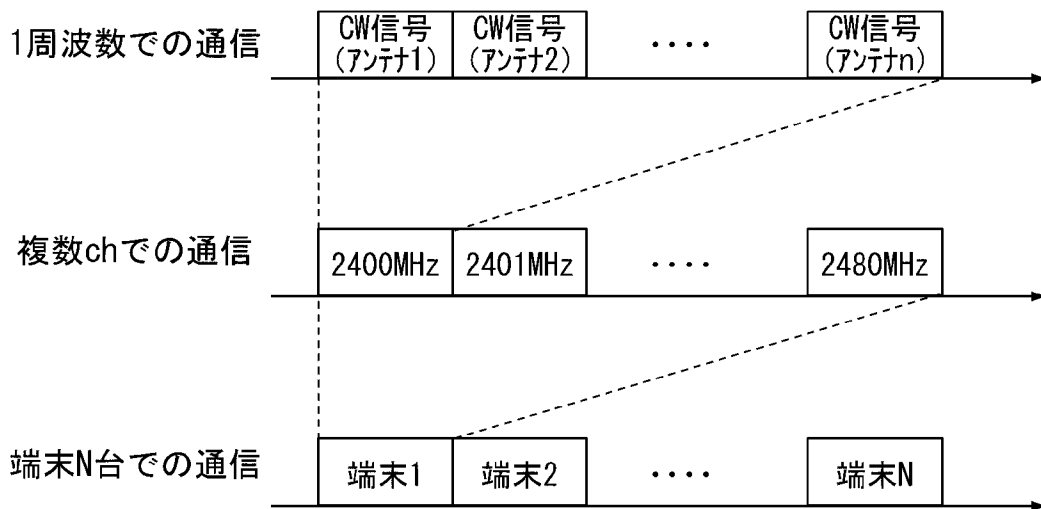 1周波数での通信
CW信号
(アンテナ1)
CW信号
(アンテナ2)
‥‥
CW信号
(アンテナn)
複数chでの通信
2400MHz
2401MHz
‥‥
2480MHz
端末N台での通信
端末1
端末2
‥‥
端末N